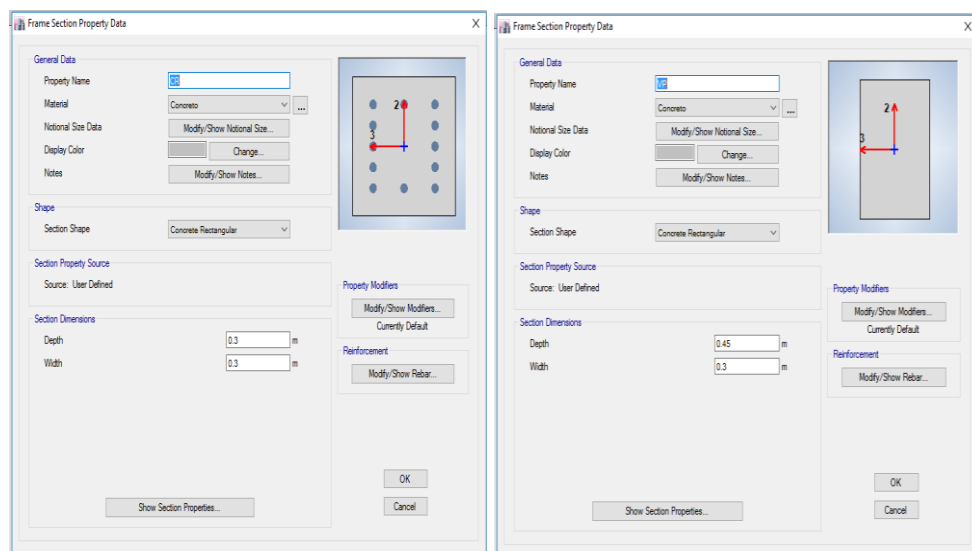 Frame Section Property Data X
General Data
Property Name
Material Concreto ...
Notional Size Data Modify/Show Notional Size...
Display Color Change...
Notes Modify/Show Notes...
2
3
Shape
Section Shape Concrete Rectangular
Section Property Source
Source: User Defined
Property Modifiers
Modify/Show Modifiers...
Currently Default
Section Dimensions
Depth 0.3 m
Width 0.3 m
Reinforcement
Modify/Show Rebar...
OK
Cancel
Show Section Properties...
Frame Section Property Data X
General Data
Property Name VP
Material Concreto ...
Notional Size Data Modify/Show Notional Size...
Display Color Change...
Notes Modify/Show Notes...
2
3
Shape
Section Shape Concrete Rectangular
Section Property Source
Source: User Defined
Property Modifiers
Modify/Show Modifiers...
Currently Default
Section Dimensions
Depth 0.45 m
Width 0.3 m
Reinforcement
Modify/Show Rebar...
OK
Cancel
Show Section Properties...